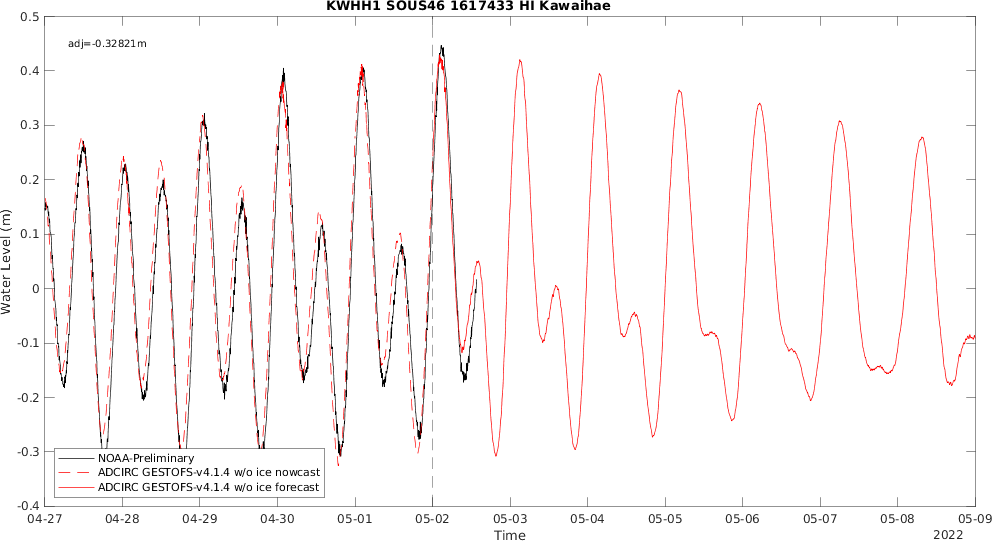 KWHH1 SOUS46 1617433 HI Kawaihae
adj=-0.32821m
0.5
0.4
0.3
0.2
0.1
0
-0.1
-0.2
-0.3
-0.4
Water Level (m)
NOAA-Preliminary
ADCIRC GESTOFS-v4.1.4 w/o ice nowcast
ADCIRC GESTOFS-v4.1.4 w/o ice forecast
04-27 04-28 04-29 04-30 05-01 05-02 05-03 05-04 05-05 05-06 05-07 05-08 05-09
Time
2022